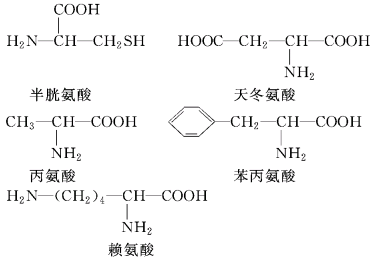 COOH
H₂N—CH—CH₂SH
半胱氨酸
HOOC—CH₂—CH—COOH
NH₂
天冬氨酸
CH₃—CH—COOH
NH₂
丙氨酸
CH₂—CH—COOH
NH₂
苯丙氨酸
H₂N—(CH₂)₄—CH—COOH
NH₂
赖氨酸